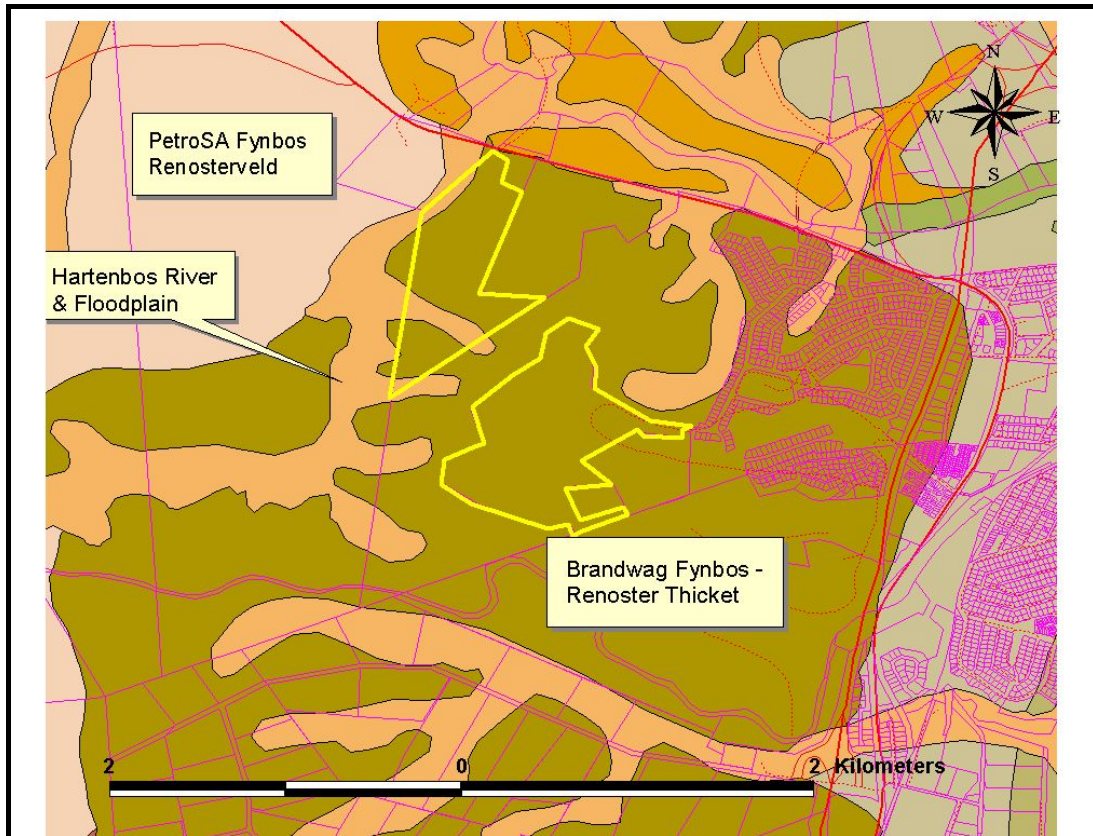 N
W
E
S
PetroSA Fynbos
Renosterveld
Hartenbos River
& Floodplain
Brandwag Fynbos -
Renoster Thicket
2 0 2 Kilometers